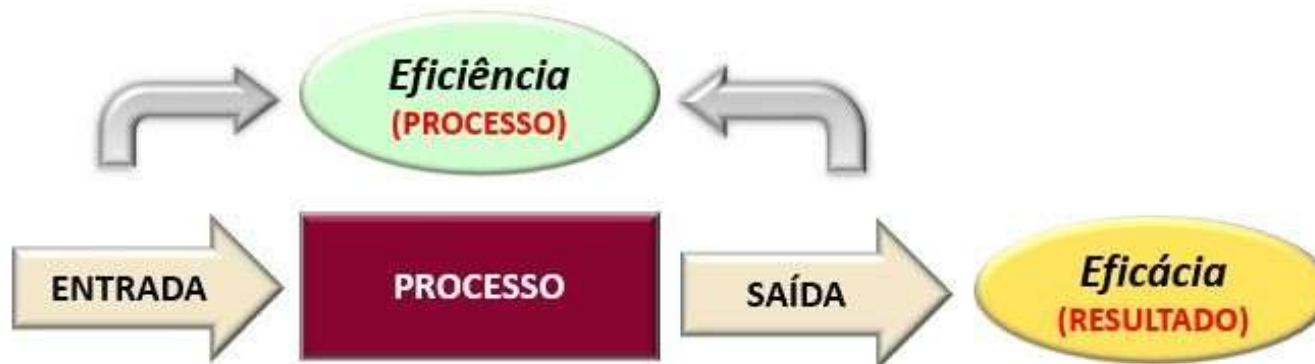 Eficiência
(PROCESSO)
ENTRADA
PROCESSO
SAÍDA
Eficácia
(RESULTADO)